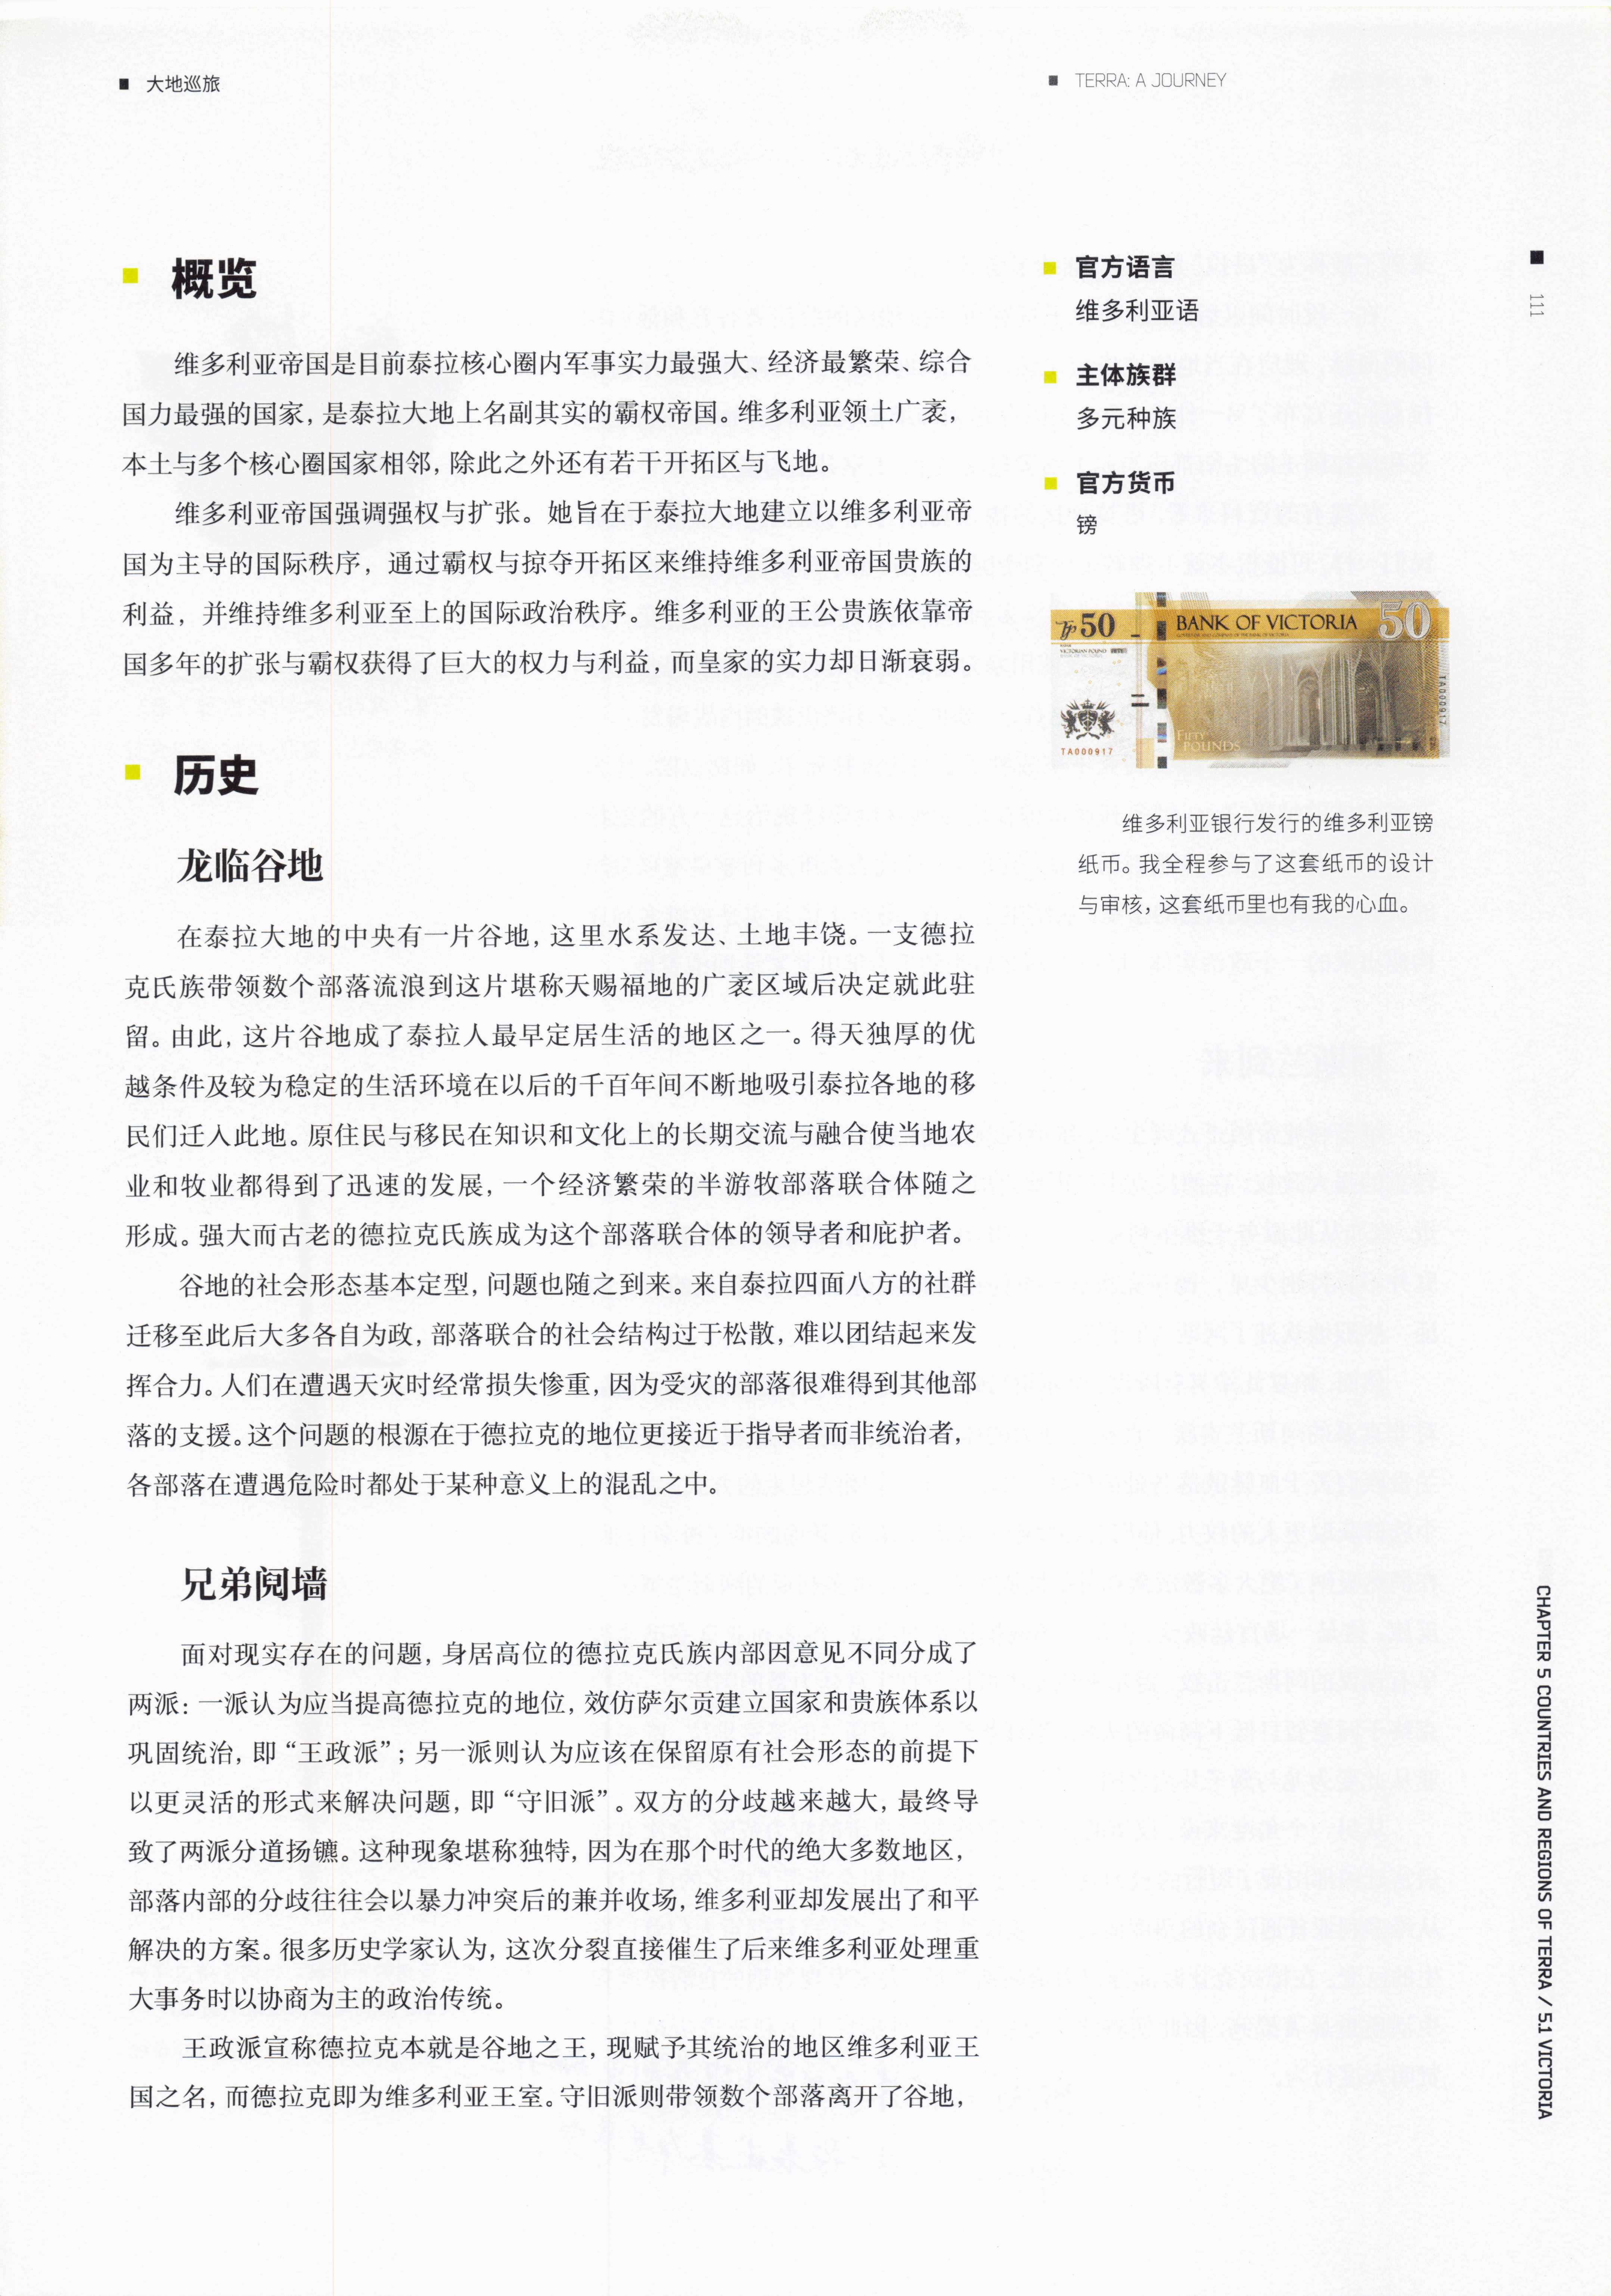 大地巡旅
TERRA: A JOURNEY
概览
维多利亚帝国是目前泰拉核心圈内军事实力最强大、经济最繁荣、综合
国力最强的国家，是泰拉大地上名副其实的霸权帝国。维多利亚领土广袤，
本土与多个核心圈国家相邻，除此之外还有若干开拓区与飞地。
维多利亚帝国强调强权与扩张。她旨在于泰拉大地建立以维多利亚帝
国为主导的国际秩序，通过霸权与掠夺开拓区来维持维多利亚帝国贵族的
利益，并维持维多利亚至上的国际政治秩序。维多利亚的王公贵族依靠帝
国多年的扩张与霸权获得了巨大的权力与利益，而皇家的实力却日渐衰弱。
历史
龙临谷地
在泰拉大地的中央有一片谷地，这里水系发达、土地丰饶。一支德拉
克氏族带领数个部落流浪到这片堪称天赐福地的广袤区域后决定就此驻
留。由此，这片谷地成了泰拉人最早定居生活的地区之一。得天独厚的优
越条件及较为稳定的生活环境在以后的千百年间不断地吸引泰拉各地的移
民们迁入此地。原住民与移民在知识和文化上的长期交流与融合使当地农
业和牧业都得到了迅速的发展，一个经济繁荣的半游牧部落联合体随之
形成。强大而古老的德拉克氏族成为这个部落联合体的领导者和庇护者。
谷地的社会形态基本定型，问题也随之到来。来自泰拉四面八方的社群
迁移至此后大多各自为政，部落联合的社会结构过于松散，难以团结起来发
挥合力。人们在遭遇天灾时经常损失惨重，因为受灾的部落很难得到其他部
落的支援。这个问题的根源在于德拉克的地位更接近于指导者而非统治者，
各部落在遭遇危险时都处于某种意义上的混乱之中。
兄弟阋墙
面对现实存在的问题，身居高位的德拉克氏族内部因意见不同分成了
两派：一派认为应当提高德拉克的地位，效仿萨尔贡建立国家和贵族体系以
巩固统治，即“王政派”；另一派则认为应该在保留原有社会形态的前提下
以更灵活的形式来解决问题，即“守旧派”。双方的分歧越来越大，最终导
致了两派分道扬镳。这种现象堪称独特，因为在那个时代的绝大多数地区，
部落内部的分歧往往会以暴力冲突后的兼并收场，维多利亚却发展出了和平
解决的方案。很多历史学家认为，这次分裂直接催生了后来维多利亚处理重
大事务时以协商为主的政治传统。
王政派宣称德拉克本就是谷地之王，现赋予其统治的地区维多利亚王
国之名，而德拉克即为维多利亚王室。守旧派则带领数个部落离开了谷地，
官方语言
维多利亚语
主体族群
多元种族
官方货币
镑
50
BANK OF VICTORIA
50
VICTORIAN POUND
FIFTY
POUNDS
TA000917
TA000917
维多利亚银行发行的维多利亚镑
纸币。我全程参与了这套纸币的设计
与审核，这套纸币里也有我的心血。
111
CHAPTER 5 COUNTRIES AND REGIONS OF TERRA / 5.1 VICTORIA